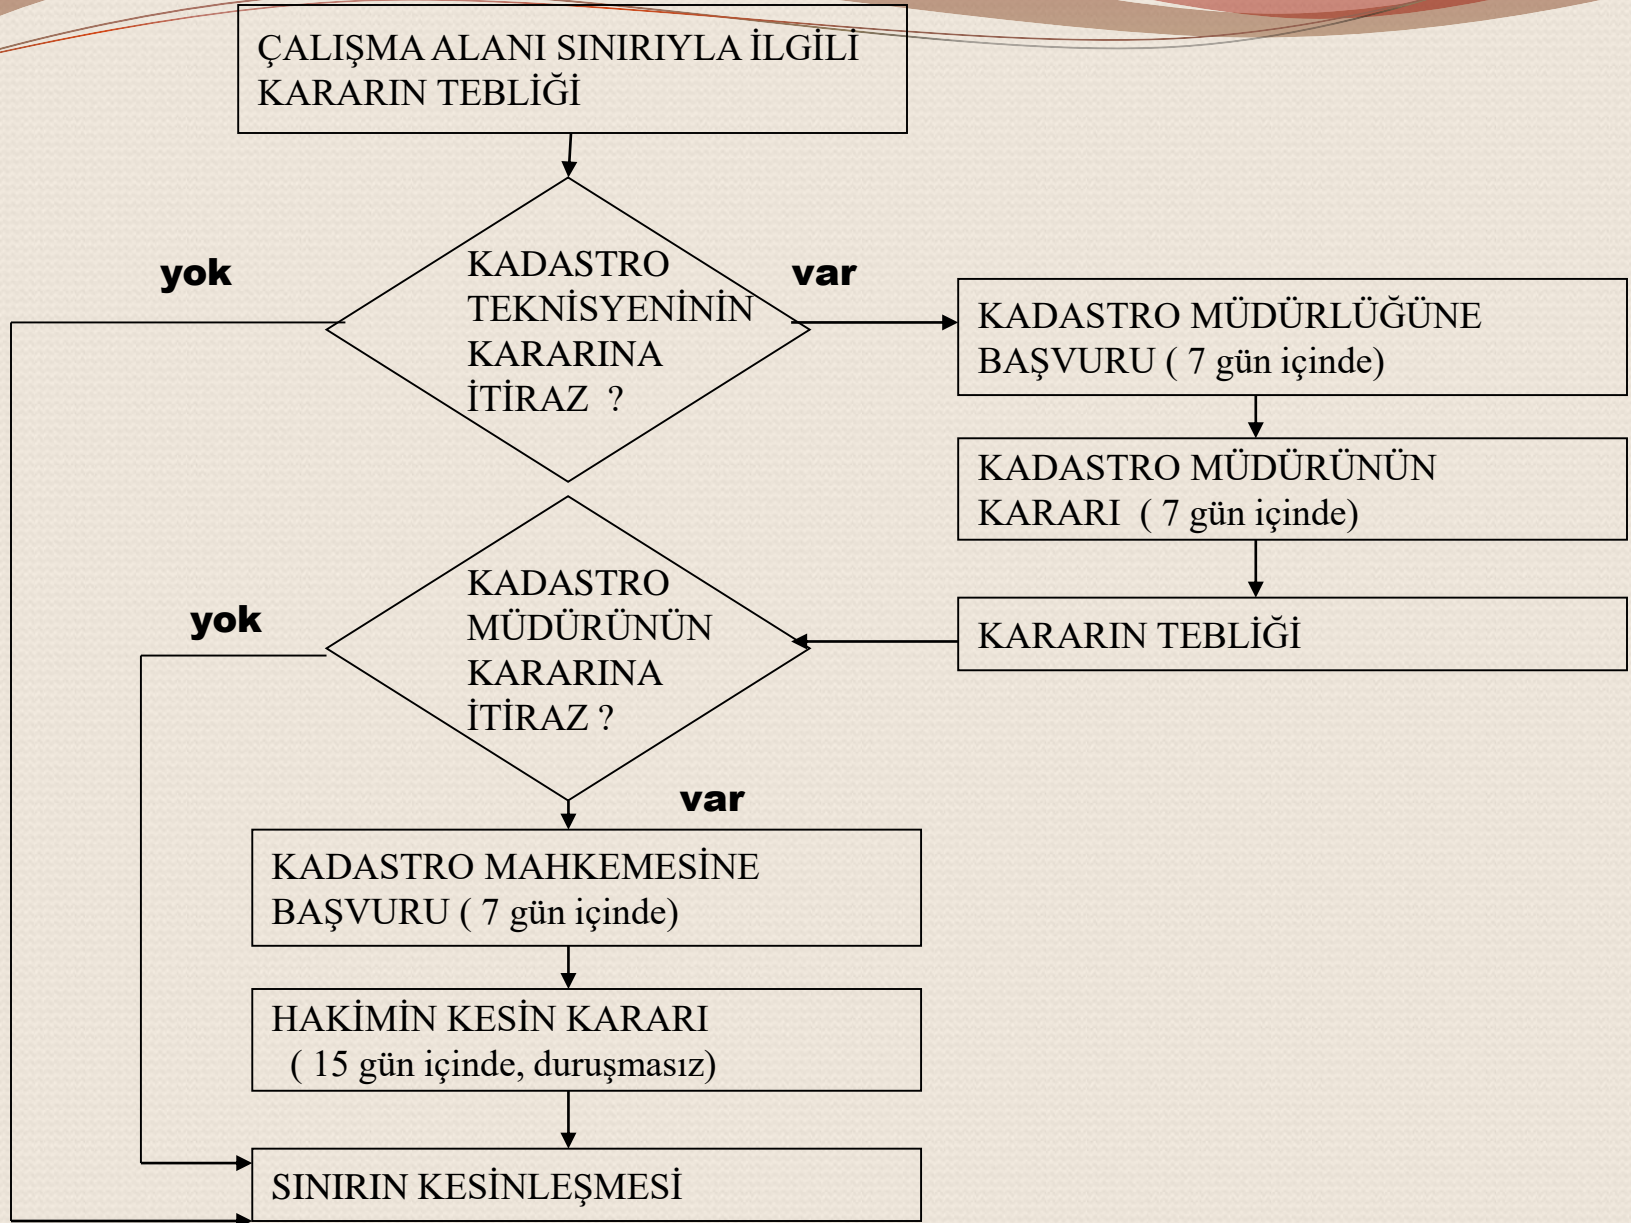 ÇALIŞMA ALANI SINIRIYLA İLGİLİ
KARARIN TEBLİĞİ
yok
KADASTRO
TEKNİSYENİNİN
KARARINA
İTİRAZ ?
var
KADASTRO MÜDÜRLÜĞÜNE
BAŞVURU ( 7 gün içinde)
KADASTRO MÜDÜRÜNÜN
KARARI ( 7 gün içinde)
KARARIN TEBLİĞİ
yok
KADASTRO
MÜDÜRÜNÜN
KARARINA
İTİRAZ ?
var
KADASTRO MAHKEMESİNE
BAŞVURU ( 7 gün içinde)
HAKİMİN KESİN KARARI
( 15 gün içinde, duruşmasız)
SINIRIN KESİNLEŞMESİ